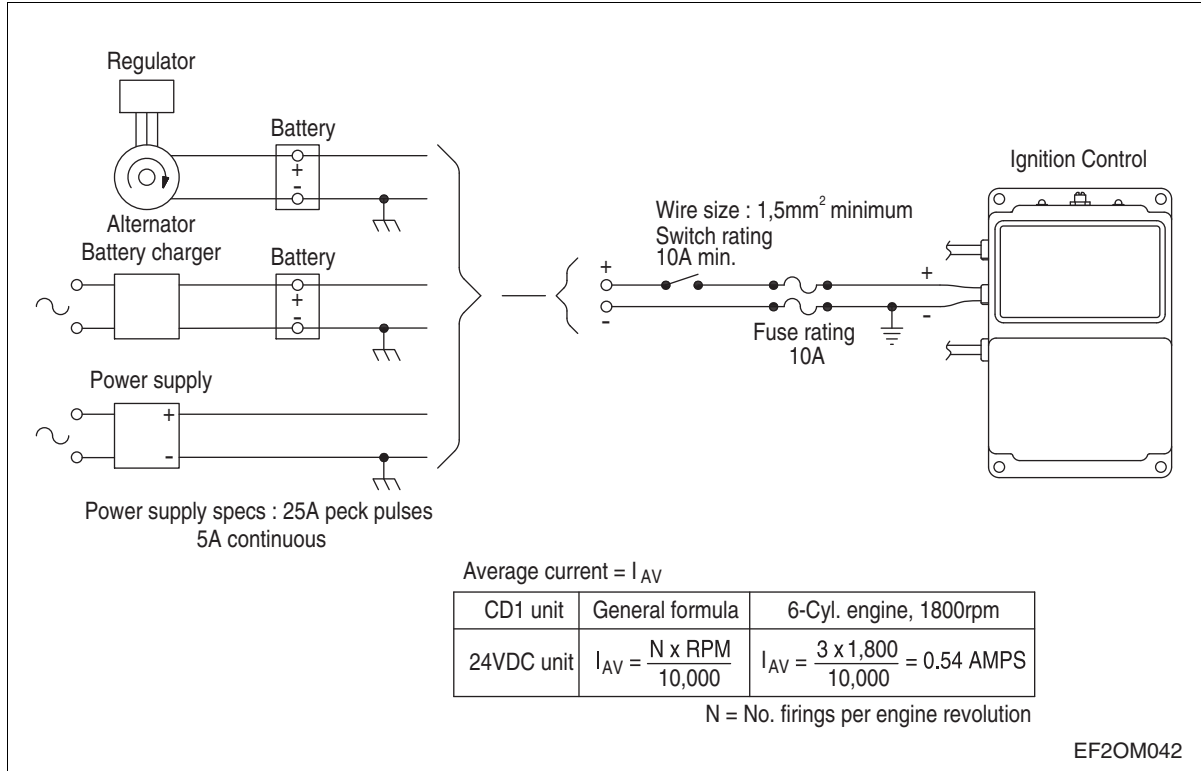 Regulator
Battery
+
-
Alternator
Battery charger
Battery
+
-
Power supply
+
-
Power supply specs : 25A peck pulses
5A continuous
Wire size : 1,5mm² minimum
Switch rating
10A min.
+
-
Fuse rating
10A
+
-
Ignition Control
Average current = I AV
CD1 unit General formula 6-Cyl. engine, 1800rpm
24VDC unit I AV = N x RPM / 10,000 I AV = 3 x 1,800 / 10,000 = 0.54 AMPS
N = No. firings per engine revolution
EF2OM042